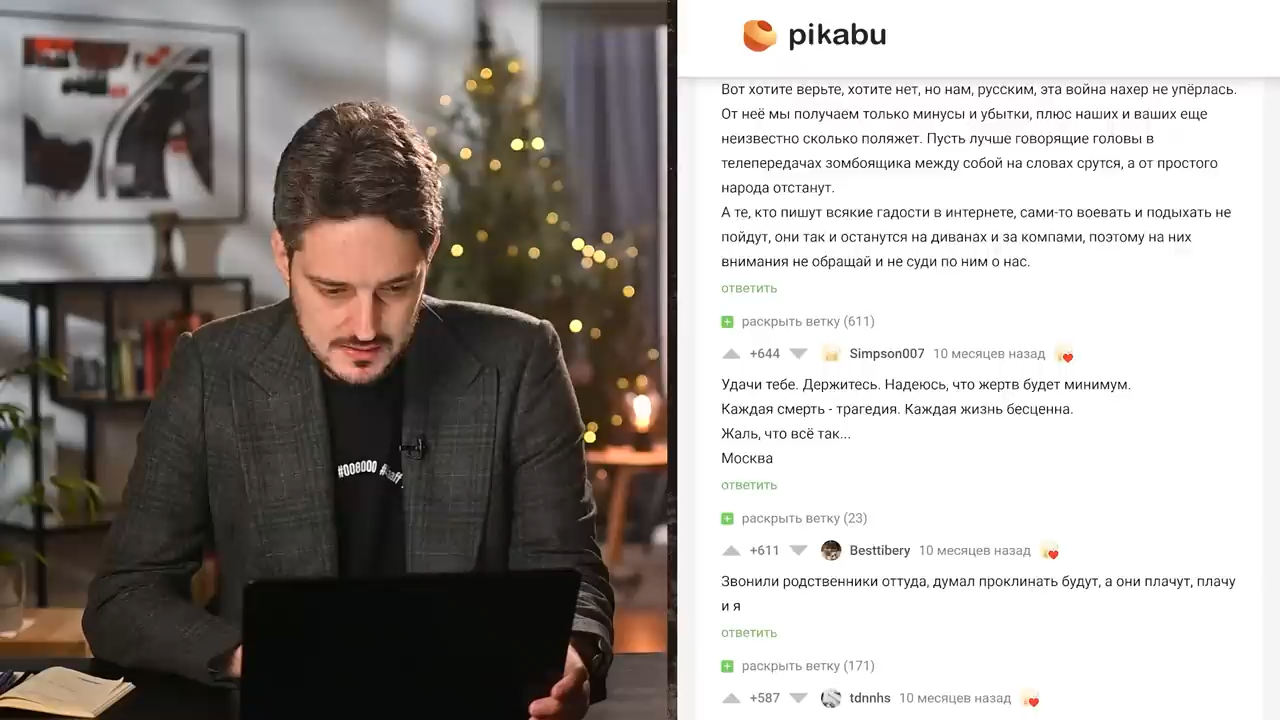 pikabu
Вот хотите верьте, хотите нет, но нам, русским, эта война нахер не упёрлась.
От неё мы получаем только минусы и убытки, плюс наших и ваших еще
неизвестно сколько поляжет. Пусть лучше говорящие головы в
телепередачах зомбоящика между собой на словах срутся, а от простого
народа отстанут.
А те, кто пишут всякие гадости в интернете, сами-то воевать и подыхать не
пойдут, они так и останутся на диванах и за компами, поэтому на них
внимания не обращай и не суди по ним о нас.
ответить
раскрыть ветку (611)
+644 Simpson007 10 месяцев назад
Удачи тебе. Держитесь. Надеюсь, что жертв будет минимум.
Каждая смерть - трагедия. Каждая жизнь бесценна.
Жаль, что всё так...
Москва
ответить
раскрыть ветку (23)
+611 Besttibery 10 месяцев назад
Звонили родственники оттуда, думал проклинать будут, а они плачут, плачу
и я
ответить
раскрыть ветку (171)
+587 tdnnhs 10 месяцев назад
#008000